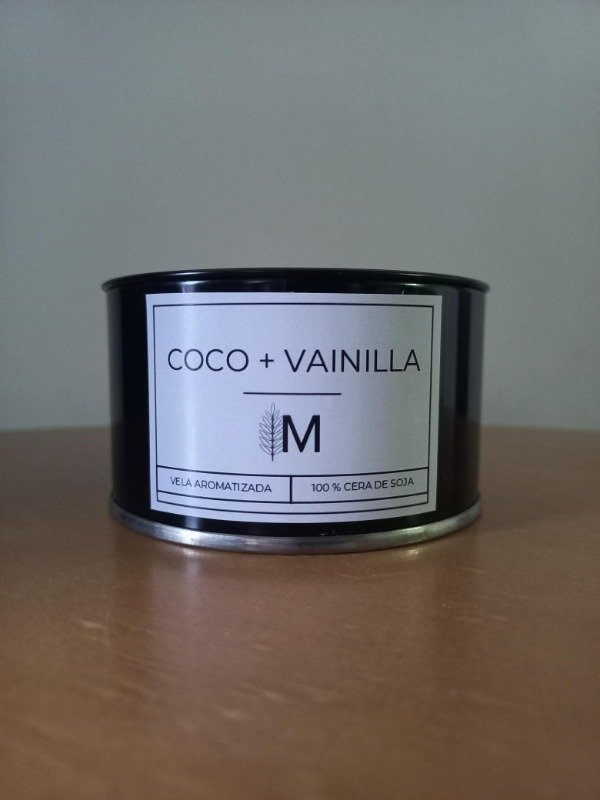 COCO + VAINILLA
M
VELA AROMATIZADA
100 % CERA DE SOJA